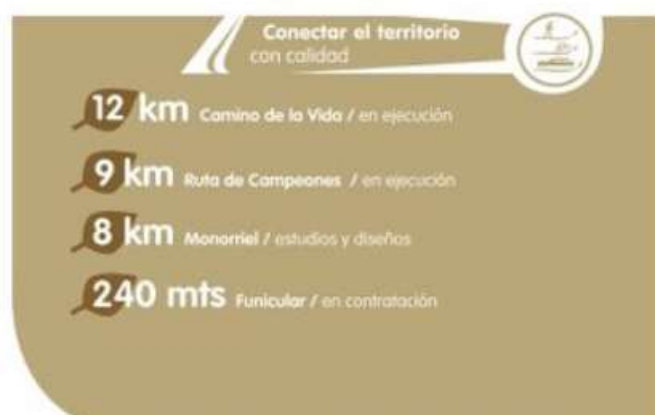 Conectar el territorio
con calidad
12 km Camino de la Vida / en ejecución
9 km Ruta de Campeones / en ejecución
8 km Monorriel / estudios y diseños
240 mts Funicular / en contratación